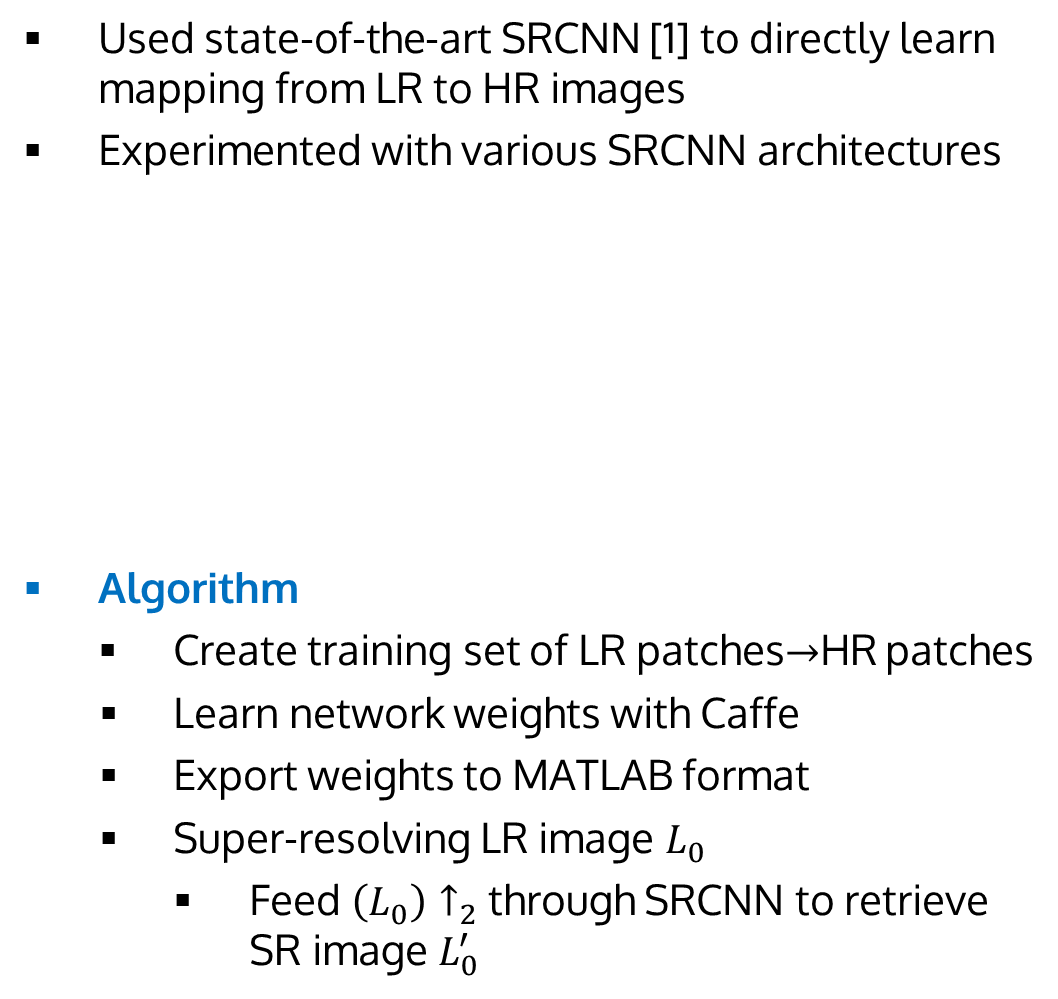 ▪ Used state-of-the-art SRCNN [1] to directly learn
mapping from LR to HR images
▪ Experimented with various SRCNN architectures
▪ Algorithm
▪ Create training set of LR patches→HR patches
▪ Learn network weights with Caffe
▪ Export weights to MATLAB format
▪ Super-resolving LR image L₀
▪ Feed (L₀) ↑₂ through SRCNN to retrieve
SR image L₀′